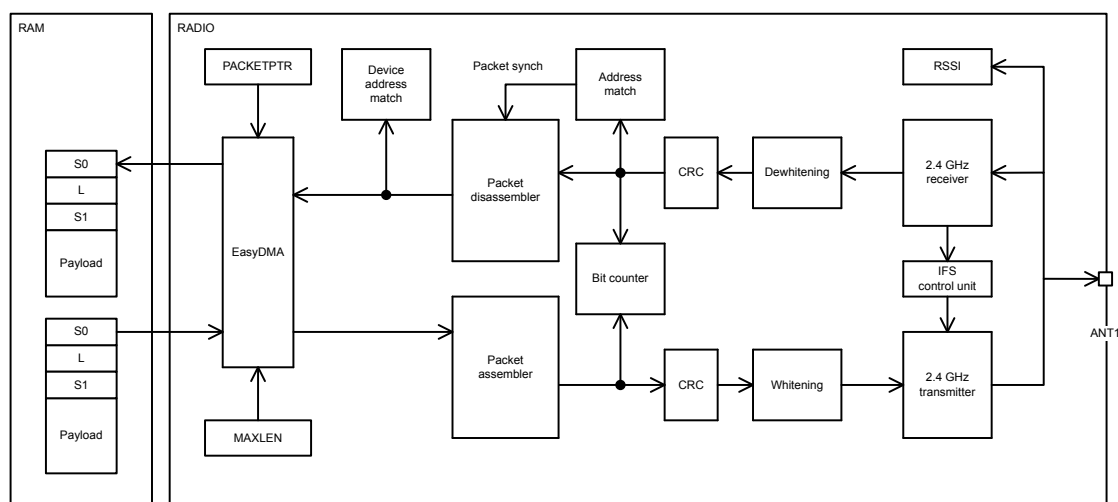 RAM
RADIO
PACKETPTR
Device
address
match
Packet synch
Address
match
RSSI
S0
L
S1
Payload
EasyDMA
Packet
disassembler
CRC
Dewhitening
2.4 GHz
receiver
Bit counter
IFS
control unit
ANT1
S0
L
S1
Payload
Packet
assembler
CRC
Whitening
2.4 GHz
transmitter
MAXLEN